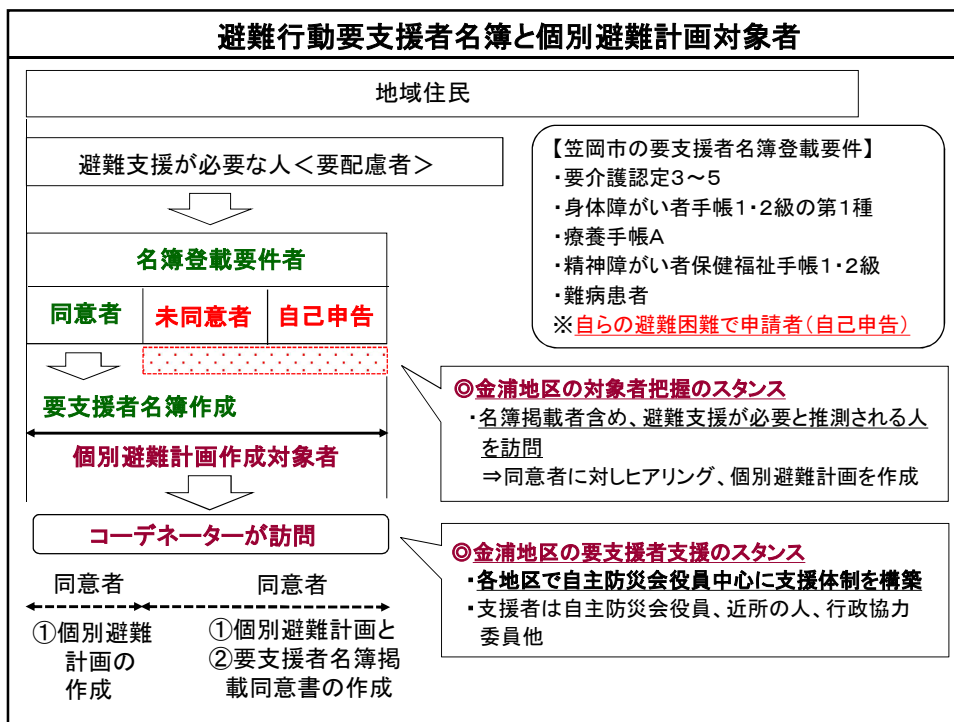 避難行動要支援者名簿と個別避難計画対象者
地域住民
避難支援が必要な人＜要配慮者＞
【笠岡市の要支援者名簿登載要件】
・要介護認定３～５
・身体障がい者手帳１・２級の第１種
・療養手帳Ａ
・精神障がい者保健福祉手帳１・２級
・難病患者
※自らの避難困難で申請者（自己申告）
名簿登載要件者
同意者
未同意者
自己申告
要支援者名簿作成
個別避難計画作成対象者
◎金浦地区の対象者把握のスタンス
・名簿掲載者含め、避難支援が必要と推測される人
を訪問
⇒同意者に対しヒアリング、個別避難計画を作成
コーデネーターが訪問
◎金浦地区の要支援者支援のスタンス
・各地区で自主防災会役員中心に支援体制を構築
・支援者は自主防災会役員、近所の人、行政協力
委員他
同意者
①個別避難
計画の
作成
同意者
①個別避難計画と
②要支援者名簿掲
載同意書の作成